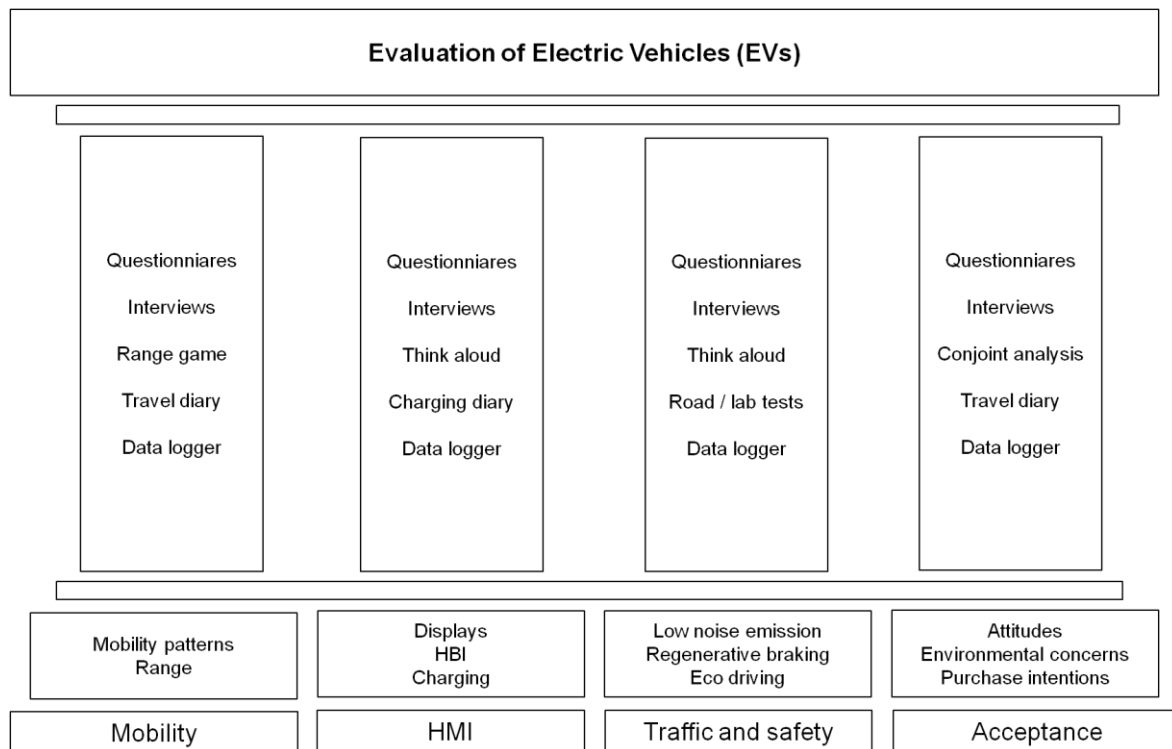 Evaluation of Electric Vehicles (EVs)
Questionniares
Interviews
Range game
Travel diary
Data logger
Questionniares
Interviews
Think aloud
Charging diary
Data logger
Questionniares
Interviews
Think aloud
Road / lab tests
Data logger
Questionniares
Interviews
Conjoint analysis
Travel diary
Data logger
Mobility patterns
Range
Displays
HBI
Charging
Low noise emission
Regenerative braking
Eco driving
Attitudes
Environmental concerns
Purchase intentions
Mobility
HMI
Traffic and safety
Acceptance